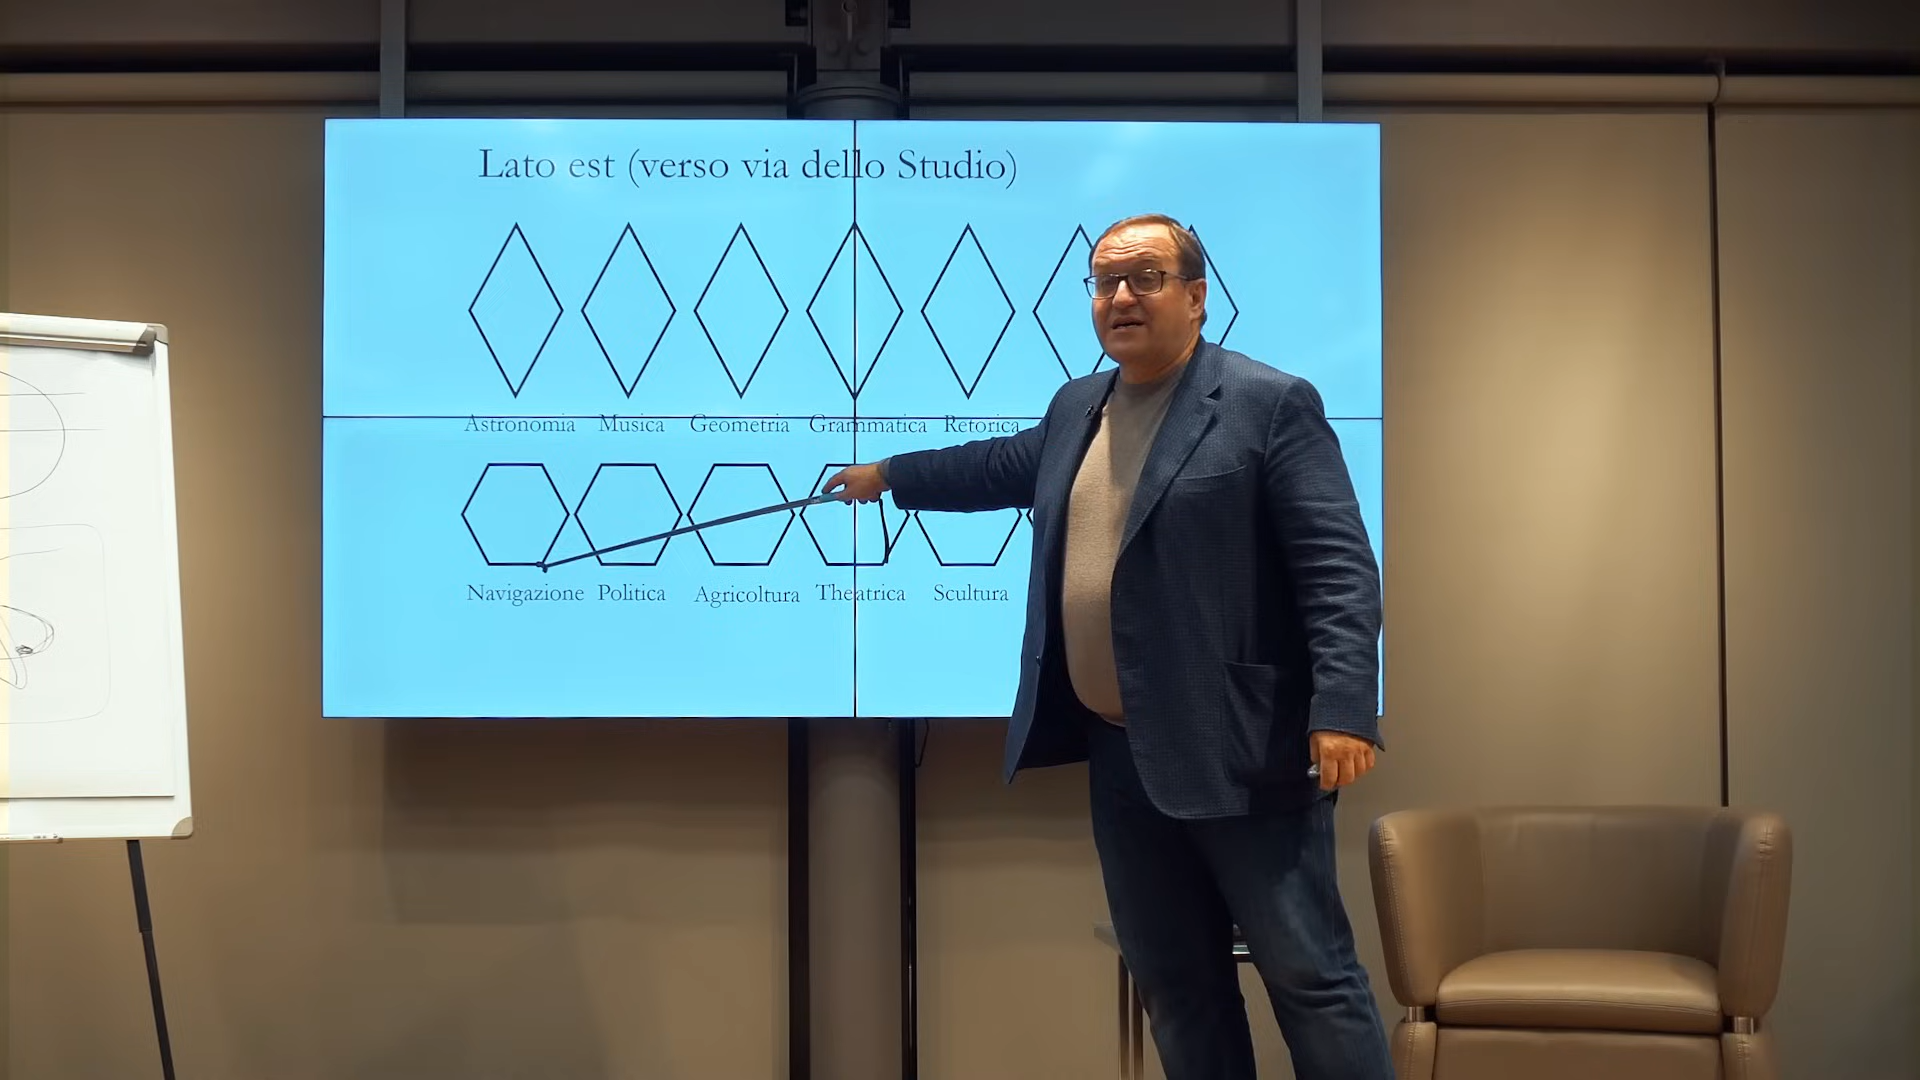 Lato est (verso via dello Studio)
Astronomia Musica Geometria Grammatica Retorica
Navigazione Politica Agricoltura Theatrica Scultura